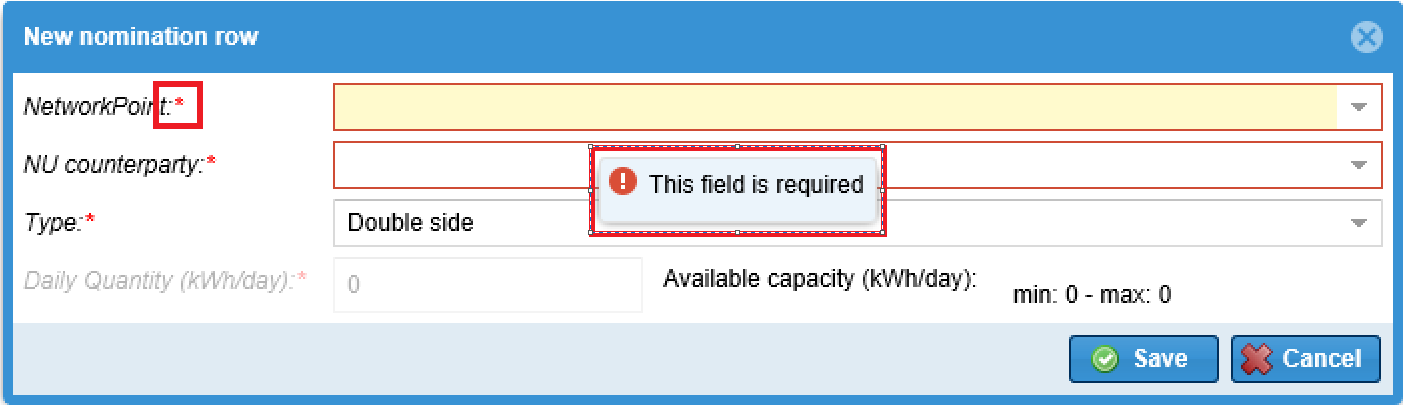 New nomination row
NetworkPoint:*
NU counterparty:*
This field is required
Type:* Double side
Daily Quantity (kWh/day):* 0 Available capacity (kWh/day): min: 0 - max: 0
Save Cancel